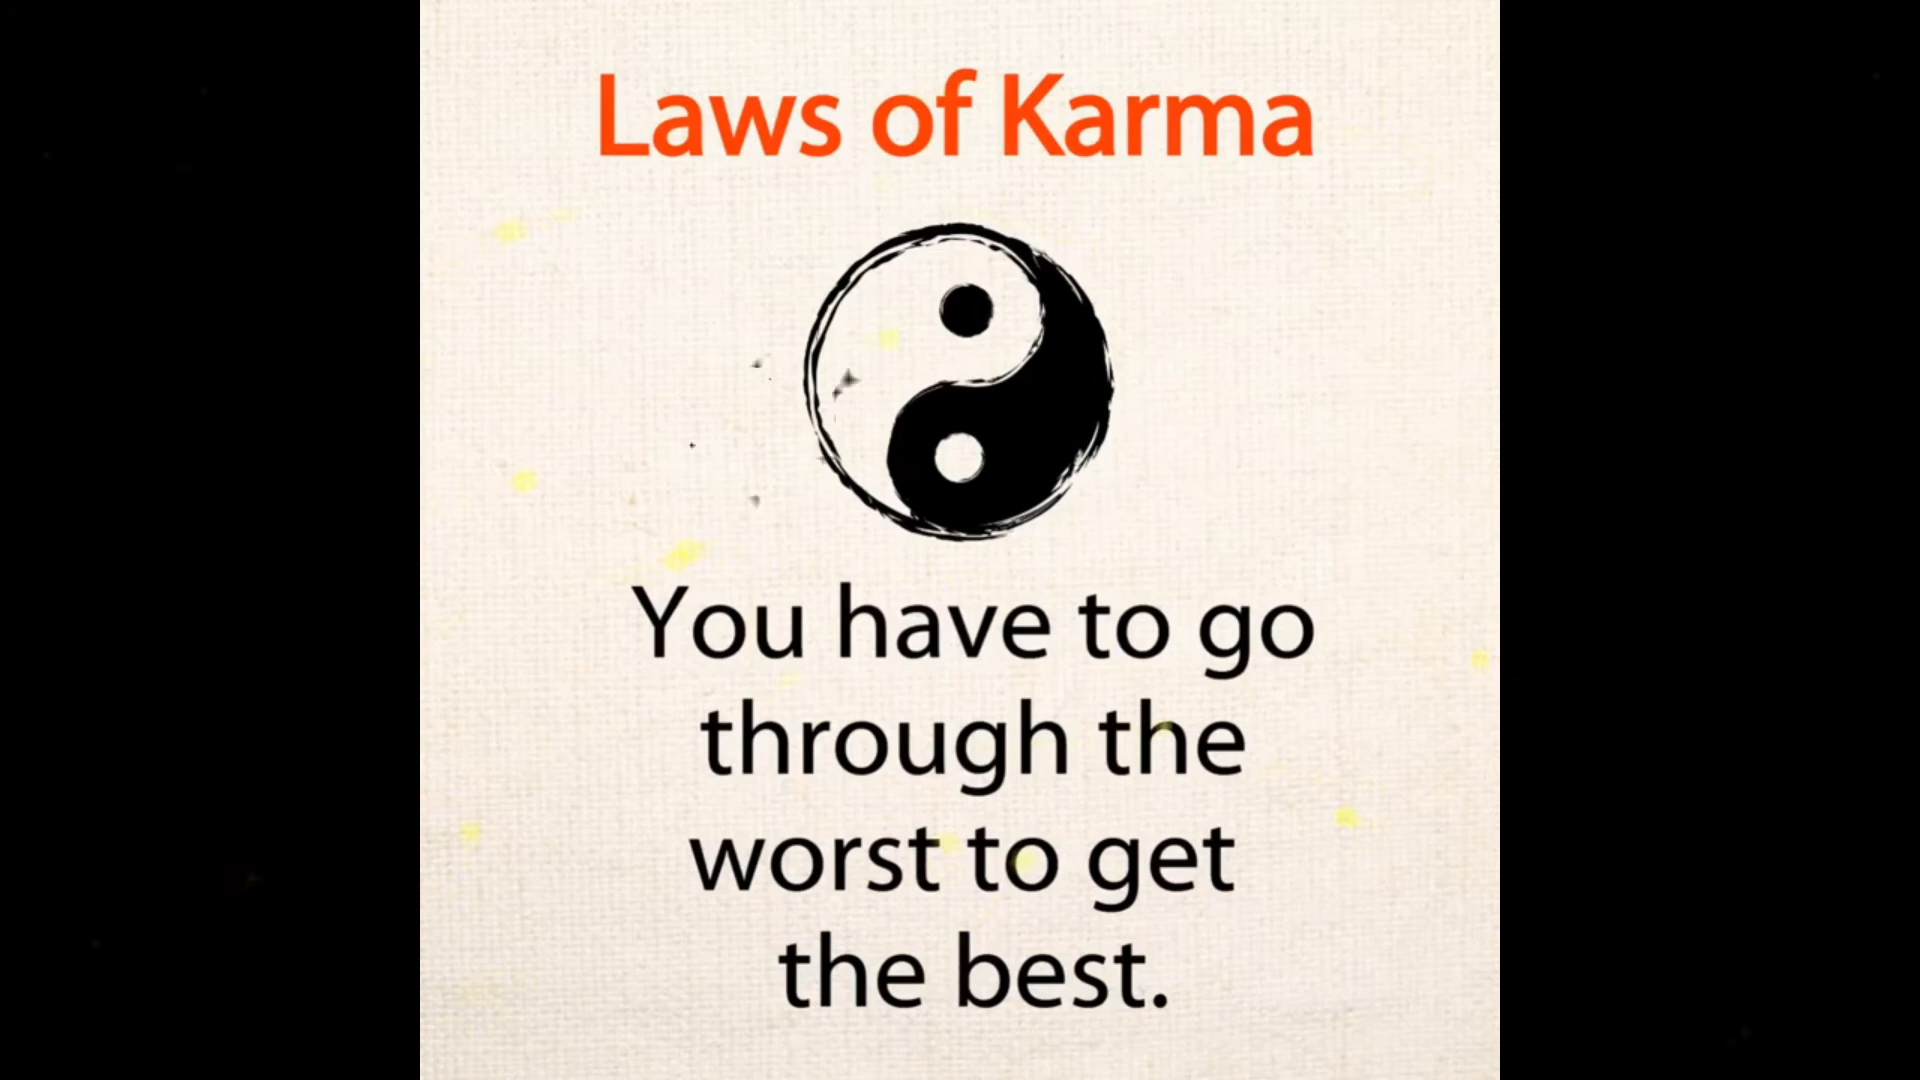 Laws of Karma
You have to go
through the
worst to get
the best.